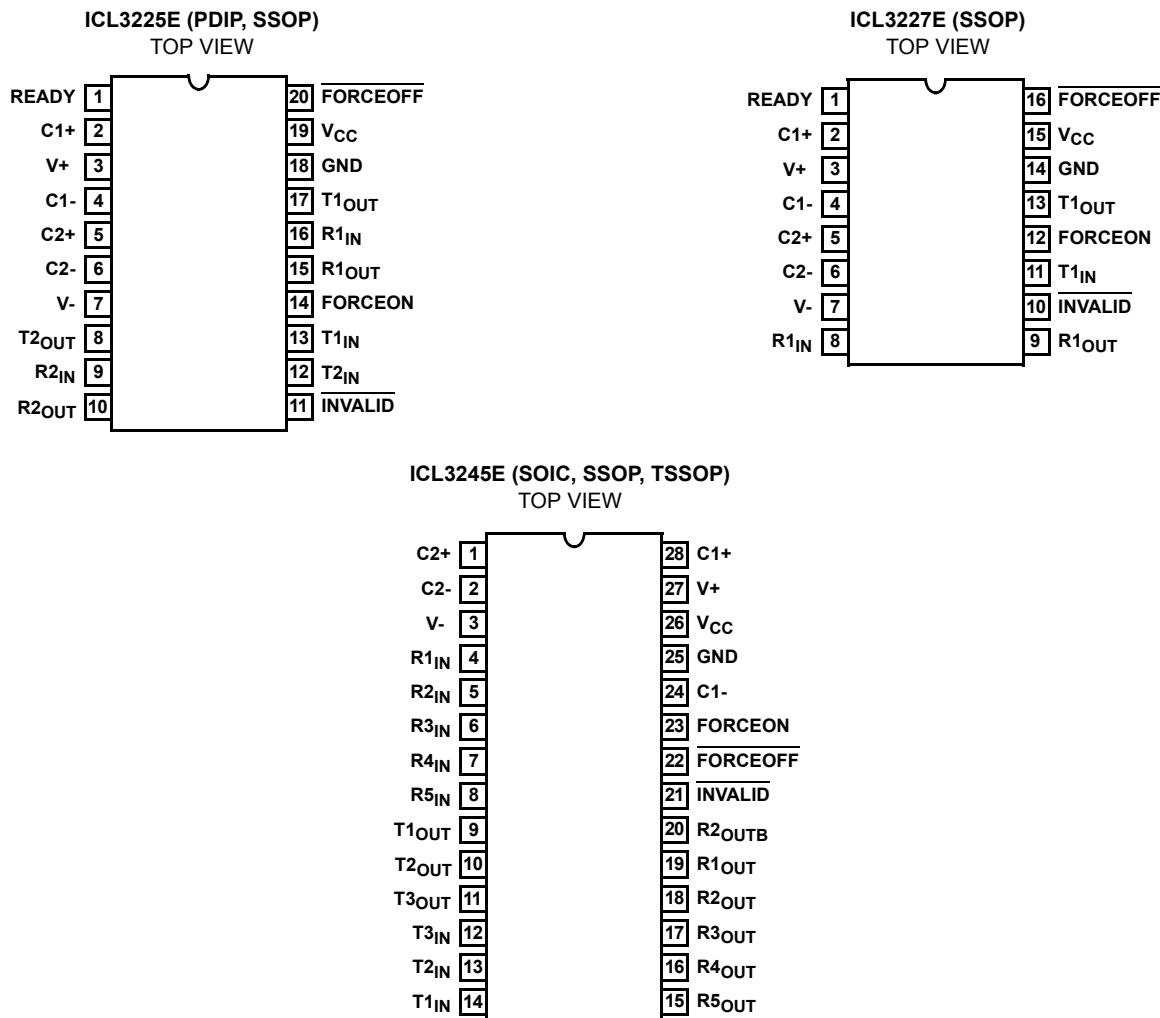 ICL3225E (PDIP, SSOP)
TOP VIEW
READY 1 20 FORCEOFF
C1+ 2 19 VCC
V+ 3 18 GND
C1- 4 17 T1OUT
C2+ 5 16 R1IN
C2- 6 15 R1OUT
V- 7 14 FORCEON
T2OUT 8 13 T1IN
R2IN 9 12 T2IN
R2OUT 10 11 INVALID
ICL3227E (SSOP)
TOP VIEW
READY 1 16 FORCEOFF
C1+ 2 15 VCC
V+ 3 14 GND
C1- 4 13 T1OUT
C2+ 5 12 FORCEON
C2- 6 11 T1IN
V- 7 10 INVALID
R1IN 8 9 R1OUT
ICL3245E (SOIC, SSOP, TSSOP)
TOP VIEW
C2+ 1 28 C1+
C2- 2 27 V+
V- 3 26 VCC
R1IN 4 25 GND
R2IN 5 24 C1-
R3IN 6 23 FORCEON
R4IN 7 22 FORCEOFF
R5IN 8 21 INVALID
T1OUT 9 20 R2OUTB
T2OUT 10 19 R1OUT
T3OUT 11 18 R2OUT
T3IN 12 17 R3OUT
T2IN 13 16 R4OUT
T1IN 14 15 R5OUT